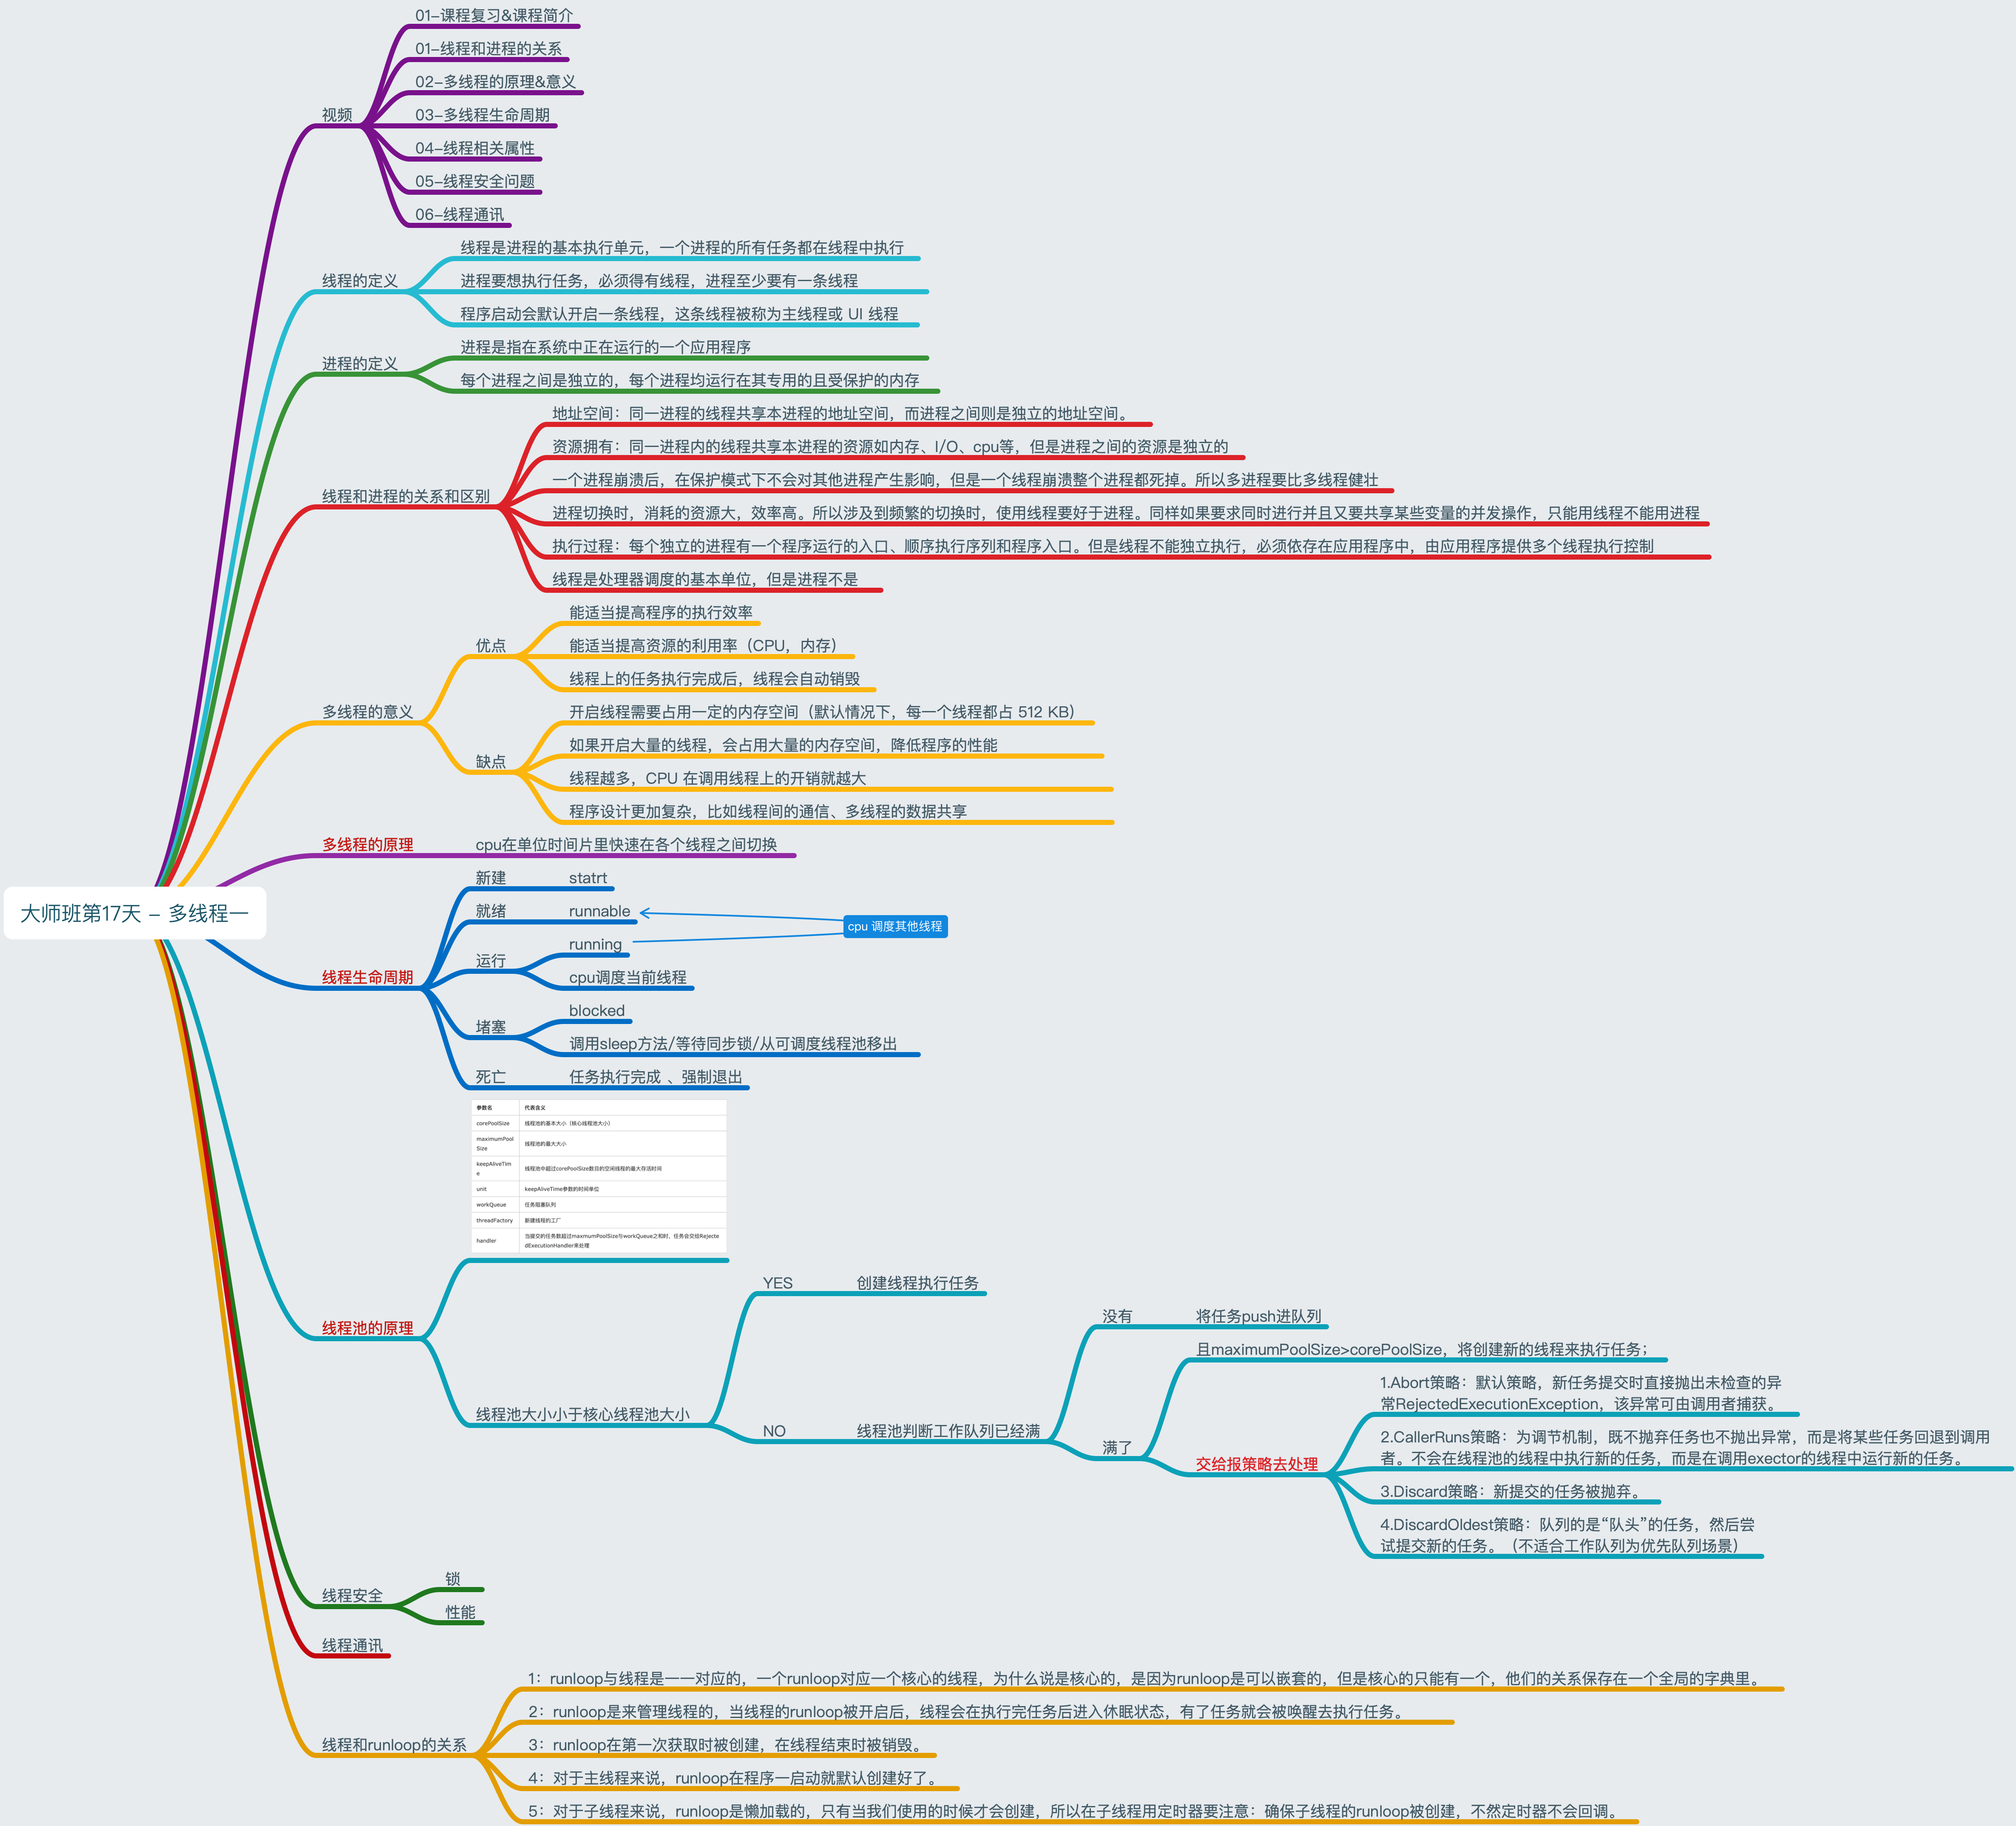 01-课程复习&课程简介
01-线程和进程的关系
02-多线程的原理&意义
视频
03-多线程生命周期
04-线程相关属性
05-线程安全问题
06-线程通讯
线程是进程的基本执行单元，一个进程的所有任务都在线程中执行
线程的定义
进程要想执行任务，必须得有线程，进程至少要有一条线程
程序启动会默认开启一条线程，这条线程被称为主线程或 UI 线程
进程是指在系统中正在运行的一个应用程序
进程的定义
每个进程之间是独立的，每个进程均运行在其专用的且受保护的内存
地址空间：同一进程的线程共享本进程的地址空间，而进程之间则是独立的地址空间。
资源拥有：同一进程内的线程共享本进程的资源如内存、I/O、cpu等，但是进程之间的资源是独立的
一个进程崩溃后，在保护模式下不会对其他进程产生影响，但是一个线程崩溃整个进程都死掉。所以多进程要比多线程健壮
线程和进程的关系和区别
进程切换时，消耗的资源大，效率高。所以涉及到频繁的切换时，使用线程要好于进程。同样如果要求同时进行并且又要共享某些变量的并发操作，只能用线程不能用进程
执行过程：每个独立的进程有一个程序运行的入口、顺序执行序列和程序入口。但是线程不能独立执行，必须依存在应用程序中，由应用程序提供多个线程执行控制
线程是处理器调度的基本单位，但是进程不是
能适当提高程序的执行效率
优点
能适当提高资源的利用率（CPU，内存）
线程上的任务执行完成后，线程会自动销毁
多线程的意义
开启线程需要占用一定的内存空间（默认情况下，每一个线程都占 512 KB）
如果开启大量的线程，会占用大量的内存空间，降低程序的性能
缺点
线程越多，CPU 在调用线程上的开销就越大
程序设计更加复杂，比如线程间的通信、多线程的数据共享
多线程的原理
cpu在单位时间片里快速在各个线程之间切换
大师班第17天 - 多线程一
新建
statrt
就绪
runnable
cpu 调度其他线程
running
运行
cpu调度当前线程
线程生命周期
blocked
堵塞
调用sleep方法/等待同步锁/从可调度线程池移出
死亡
任务执行完成 、强制退出
参数名
代表含义
corePoolSize
线程池的基本大小（核心线程池大小）
maximumPool
Size
线程池的最大大小
keepAliveTim
e
线程池中超过corePoolSize数目的空闲线程的最大存活时间
unit
keepAliveTime参数的时间单位
workQueue
任务阻塞队列
threadFactory
新建线程的工厂
handler
当提交的任务数超过maxmumPoolSize与workQueue之和时，任务会交给Rejecte
dExecutionHandler来处理
线程池的原理
YES
创建线程执行任务
线程池大小小于核心线程池大小
NO
线程池判断工作队列已经满
没有
将任务push进队列
满了
且maximumPoolSize>corePoolSize，将创建新的线程来执行任务；
交给报策略去处理
1.Abort策略：默认策略，新任务提交时直接抛出未检查的异
常RejectedExecutionException，该异常可由调用者捕获。
2.CallerRuns策略：为调节机制，既不抛弃任务也不抛出异常，而是将某些任务回退到调用
者。不会在线程池的线程中执行新的任务，而是在调用exector的线程中运行新的任务。
3.Discard策略：新提交的任务被抛弃。
4.DiscardOldest策略：队列的是“队头”的任务，然后尝
试提交新的任务。（不适合工作队列为优先队列场景）
线程安全
锁
性能
线程通讯
1：runloop与线程是一一对应的，一个runloop对应一个核心的线程，为什么说是核心的，是因为runloop是可以嵌套的，但是核心的只能有一个，他们的关系保存在一个全局的字典里。
2：runloop是来管理线程的，当线程的runloop被开启后，线程会在执行完任务后进入休眠状态，有了任务就会被唤醒去执行任务。
线程和runloop的关系
3：runloop在第一次获取时被创建，在线程结束时被销毁。
4：对于主线程来说，runloop在程序一启动就默认创建好了。
5：对于子线程来说，runloop是懒加载的，只有当我们使用的时候才会创建，所以在子线程用定时器要注意：确保子线程的runloop被创建，不然定时器不会回调。